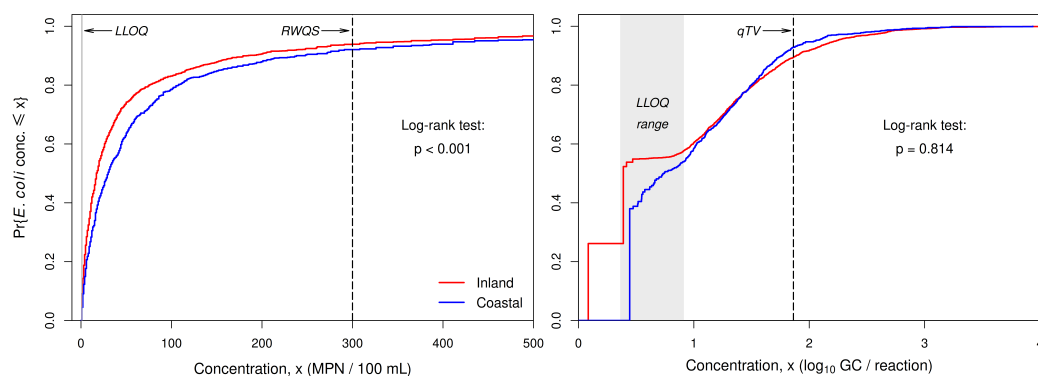 Pr{E. coli conc. ⩽ x}
1.0
0.8
0.6
0.4
0.2
0.0
LLOQ
RWQS
Log-rank test:
p < 0.001
Inland
Coastal
0 100 200 300 400 500
Concentration, x (MPN / 100 mL)
1.0
0.8
0.6
0.4
0.2
0.0
qTV
LLOQ
range
Log-rank test:
p = 0.814
0 1 2 3 4
Concentration, x (log₁₀ GC / reaction)